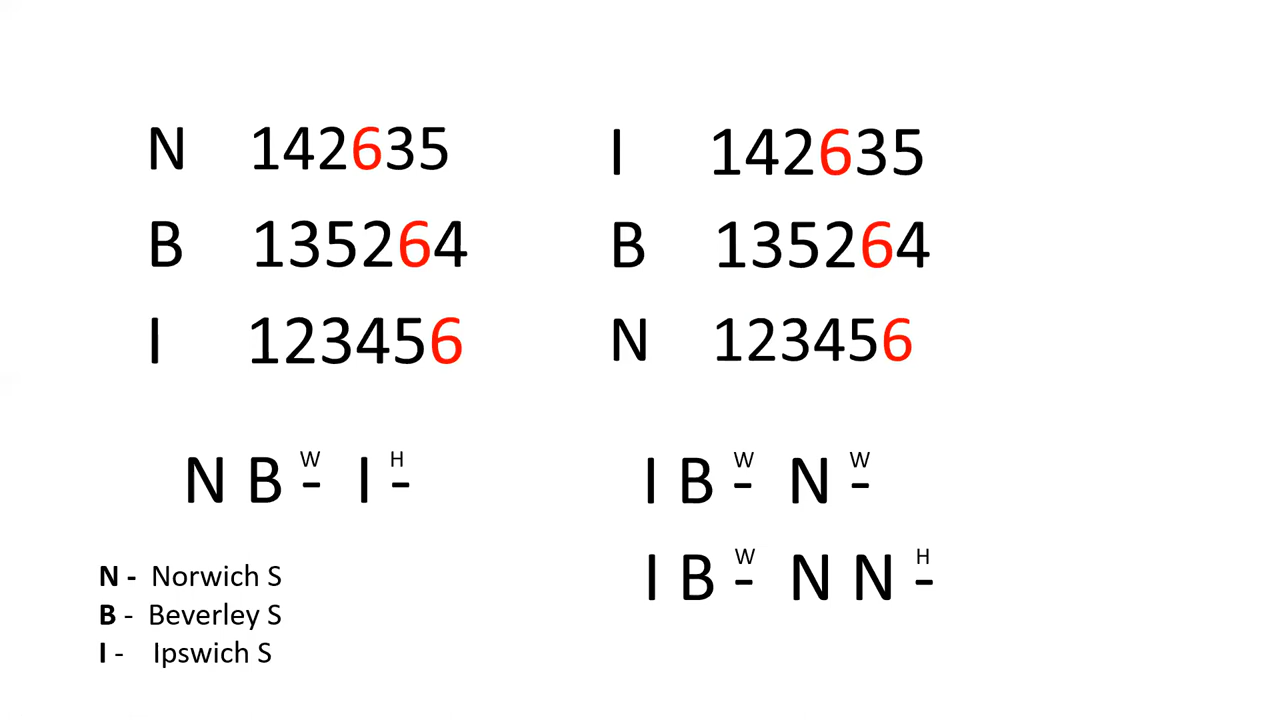 N 142635
B 135264
I 123456
I 142635
B 135264
N 123456
N B W - I H -
I B W - N W -
I B W - N N H -
N - Norwich S
B - Beverley S
I - Ipswich S